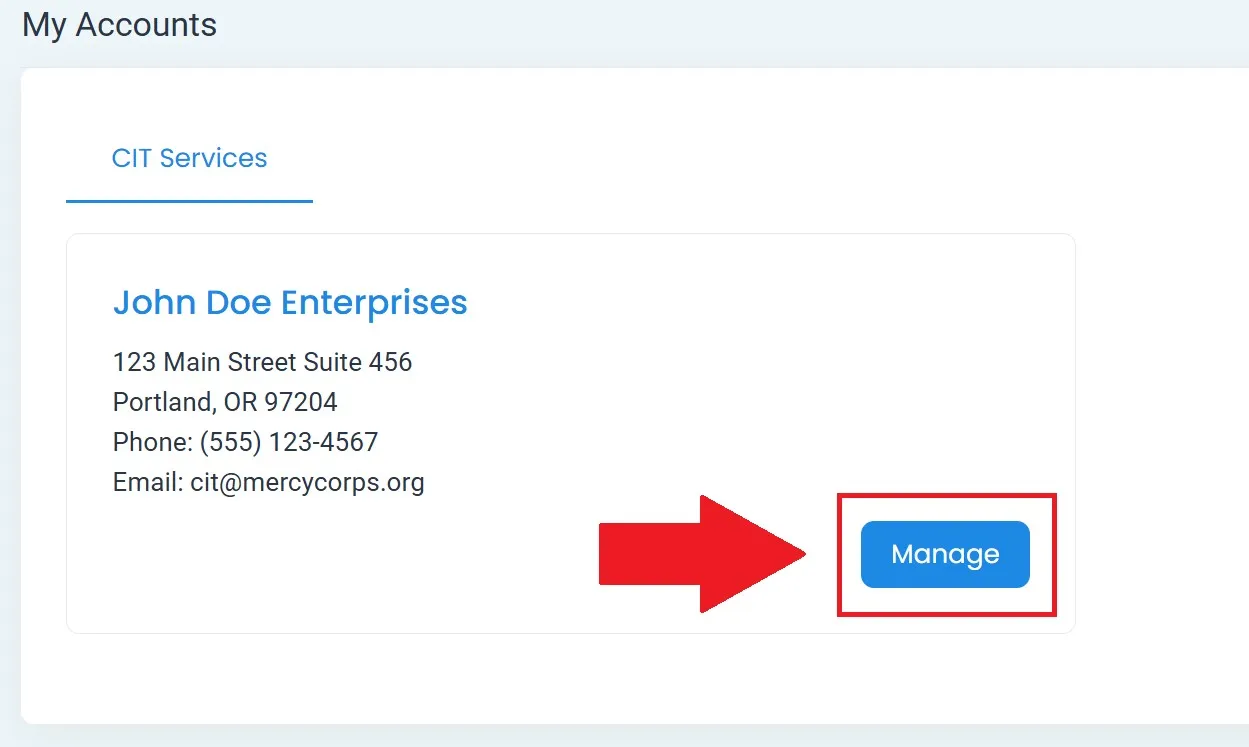 My Accounts
CIT Services
John Doe Enterprises
123 Main Street Suite 456
Portland, OR 97204
Phone: (555) 123-4567
Email: cit@mercycorps.org
Manage